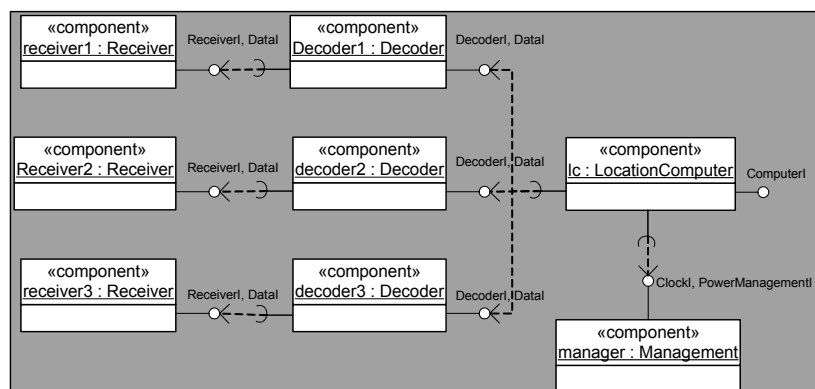 «component»
receiver1 : Receiver
ReceiverI, DataI
«component»
Decoder1 : Decoder
DecoderI, DataI
«component»
Receiver2 : Receiver
ReceiverI, DataI
«component»
decoder2 : Decoder
DecoderI, DataI
«component»
lc : LocationComputer
ComputerI
«component»
receiver3 : Receiver
ReceiverI, DataI
«component»
decoder3 : Decoder
DecoderI, DataI
ClockI, PowerManagementI
«component»
manager : Management